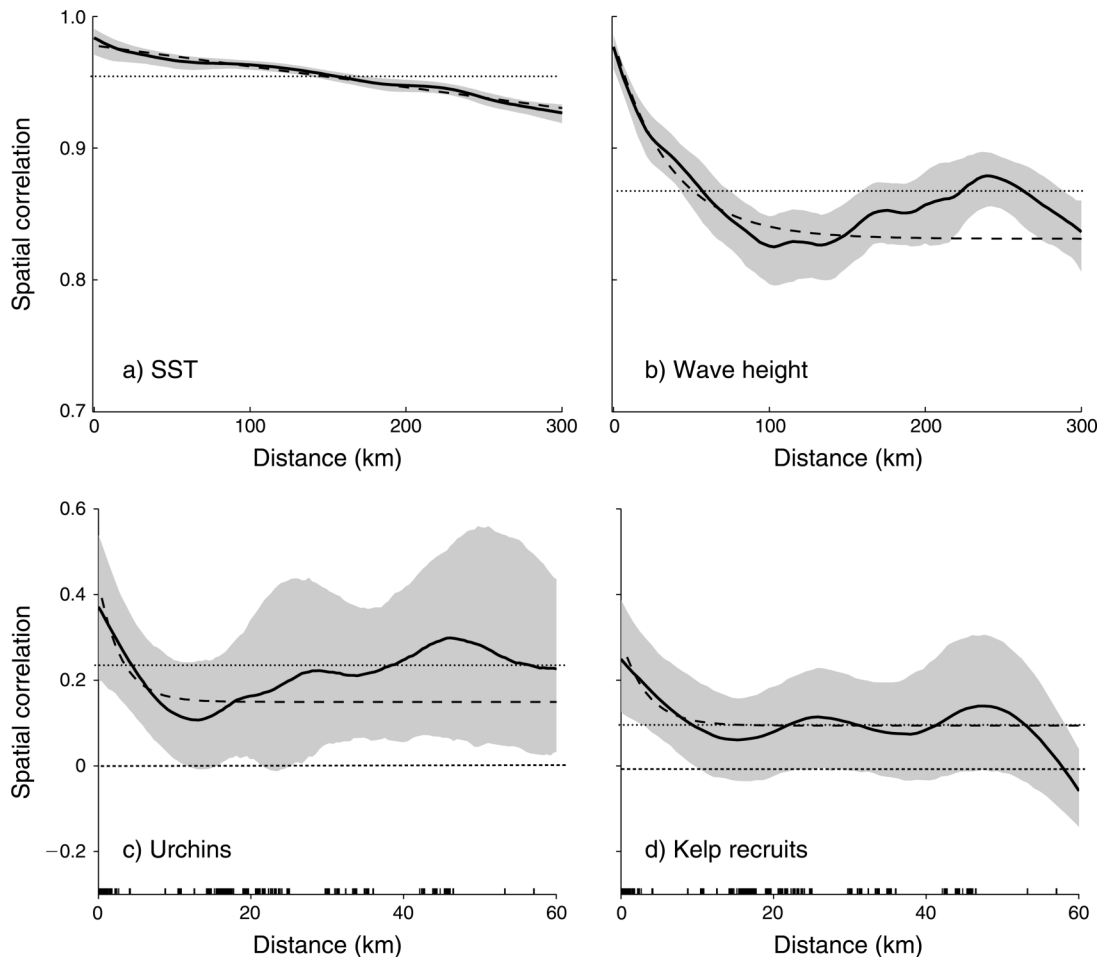 1.0
0.9
0.8
0.7
Spatial correlation
a) SST
0 100 200 300
Distance (km)
b) Wave height
0 100 200 300
Distance (km)
0.6
0.4
0.2
0
−0.2
Spatial correlation
c) Urchins
0 20 40 60
Distance (km)
d) Kelp recruits
0 20 40 60
Distance (km)